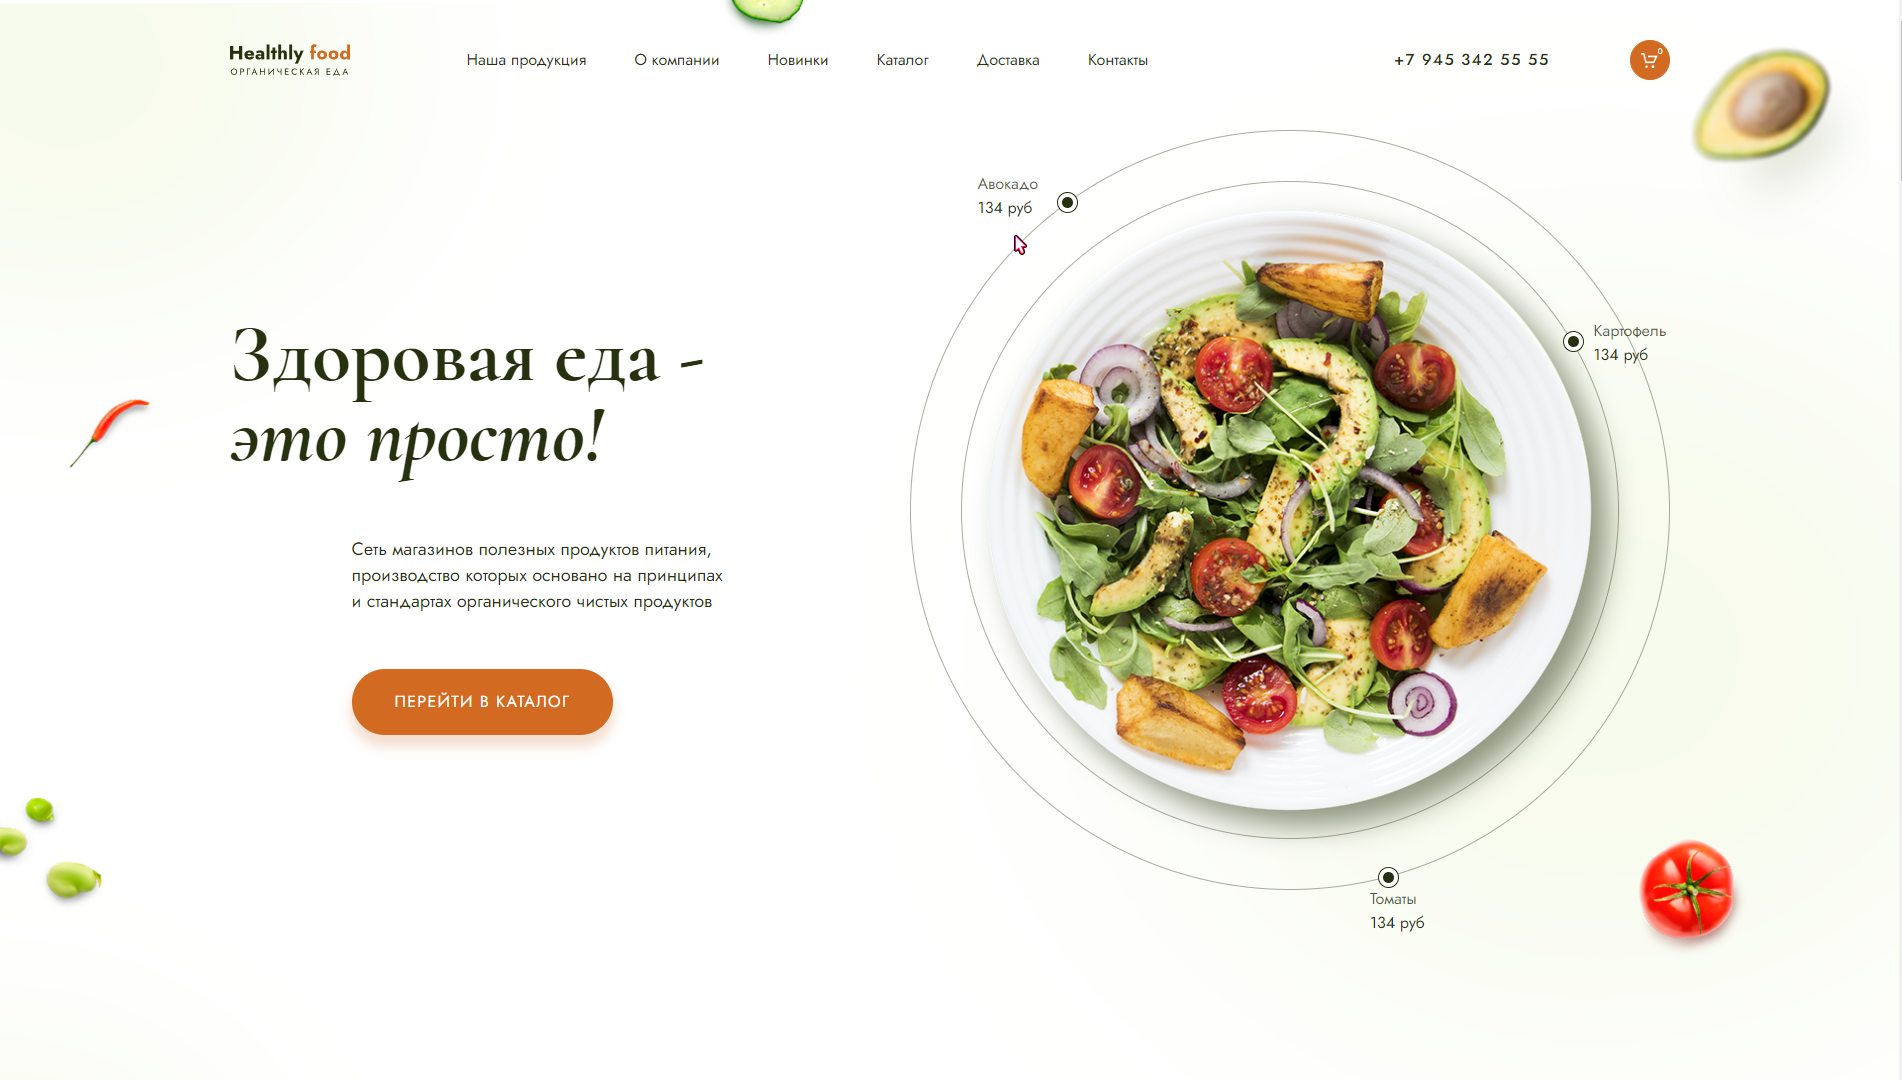 Healthly food
ОРГАНИЧЕСКАЯ ЕДА
Наша продукция
О компании
Новинки
Каталог
Доставка
Контакты
+7 945 342 55 55
0
Авокадо
134 руб
Картофель
134 руб
Здоровая еда -
это просто!
Сеть магазинов полезных продуктов питания,
производство которых основано на принципах
и стандартах органического чистых продуктов
ПЕРЕЙТИ В КАТАЛОГ
Томаты
134 руб